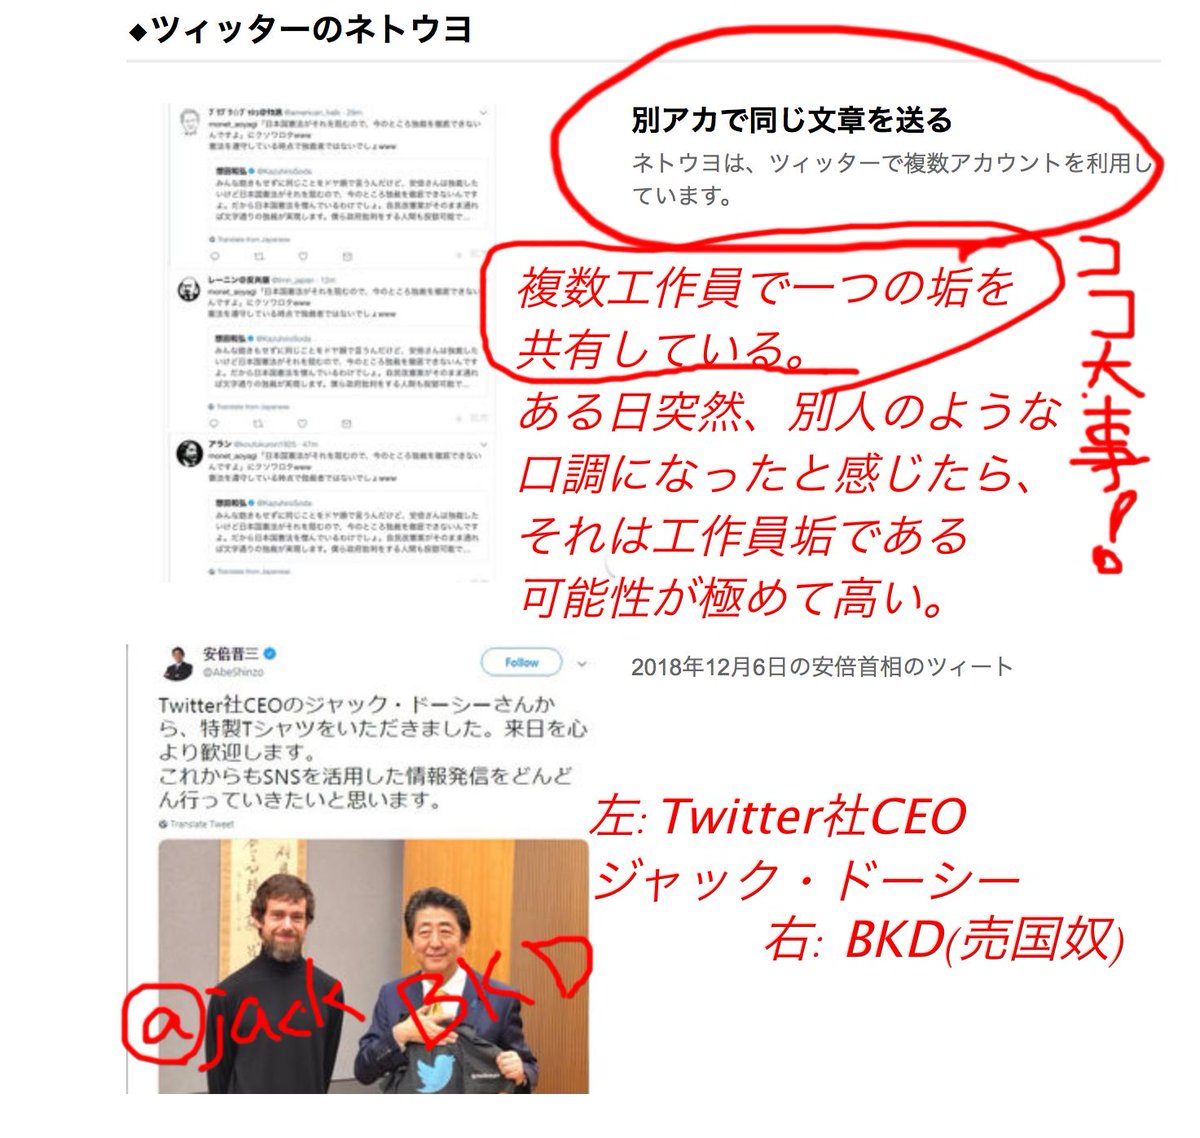 ◆ツィッターのネトウヨ
別アカで同じ文章を送る
ネトウヨは、ツィッターで複数アカウントを利用し
ています。
monet_aoyagi「日本国憲法がそれを阻むので、今のところ独裁を徹底できない
んですよ」にクソワロタwww
憲法を遵守している時点で独裁者ではないでしょwww
想田和弘 @KazuhiroSoda
みんな飽きもせずに同じことをドヤ顔で言うんだけど、安倍さんは独裁した
いけど日本国憲法がそれを阻むので、今のところ独裁を徹底できないんです
よ。だから日本国憲法を憎んでいるわけでしょ。自民改憲案がそのまま通れ
ば文字通りの独裁が実現します。僕ら政府批判をする人間も投獄可能で...
Translate from Japanese
レーニン@反共服
monet_aoyagi「日本国憲法がそれを阻むので、今のところ独裁を徹底できない
んですよ」にクソワロタwww
憲法を遵守している時点で独裁者ではないでしょwww
想田和弘 @KazuhiroSoda
みんな飽きもせずに同じことをドヤ顔で言うんだけど、安倍さんは独裁した
いけど日本国憲法がそれを阻むので、今のところ独裁を徹底できないんです
よ。だから日本国憲法を憎んでいるわけでしょ。自民改憲案がそのまま通れ
ば文字通りの独裁が実現します。僕ら政府批判をする人間も投獄可能で...
Translate from Japanese
アラン 47m
monet_aoyagi「日本国憲法がそれを阻むので、今のところ独裁を徹底できない
んですよ」にクソワロタwww
憲法を遵守している時点で独裁者ではないでしょwww
想田和弘 @KazuhiroSoda
みんな飽きもせずに同じことをドヤ顔で言うんだけど、安倍さんは独裁した
いけど日本国憲法がそれを阻むので、今のところ独裁を徹底できないんです
よ。だから日本国憲法を憎んでいるわけでしょ。自民改憲案がそのまま通れ
ば文字通りの独裁が実現します。僕ら政府批判をする人間も投獄可能で...
Translate from Japanese
複数工作員で一つの垢を
共有している。
ある日突然、別人のような
口調になったと感じたら、
それは工作員垢である
可能性が極めて高い。
ココ大事!。
安倍晋三
@AbeShinzo
Follow
Twitter社CEOのジャック・ドーシーさんか
ら、特製Tシャツをいただきました。来日を心
より歓迎します。
これからもSNSを活用した情報発信をどんど
ん行っていきたいと思います。
Translate Tweet
2018年12月6日の安倍首相のツィート
左: Twitter社CEO
ジャック・ドーシー
右: BKD(売国奴)
@jack BKD